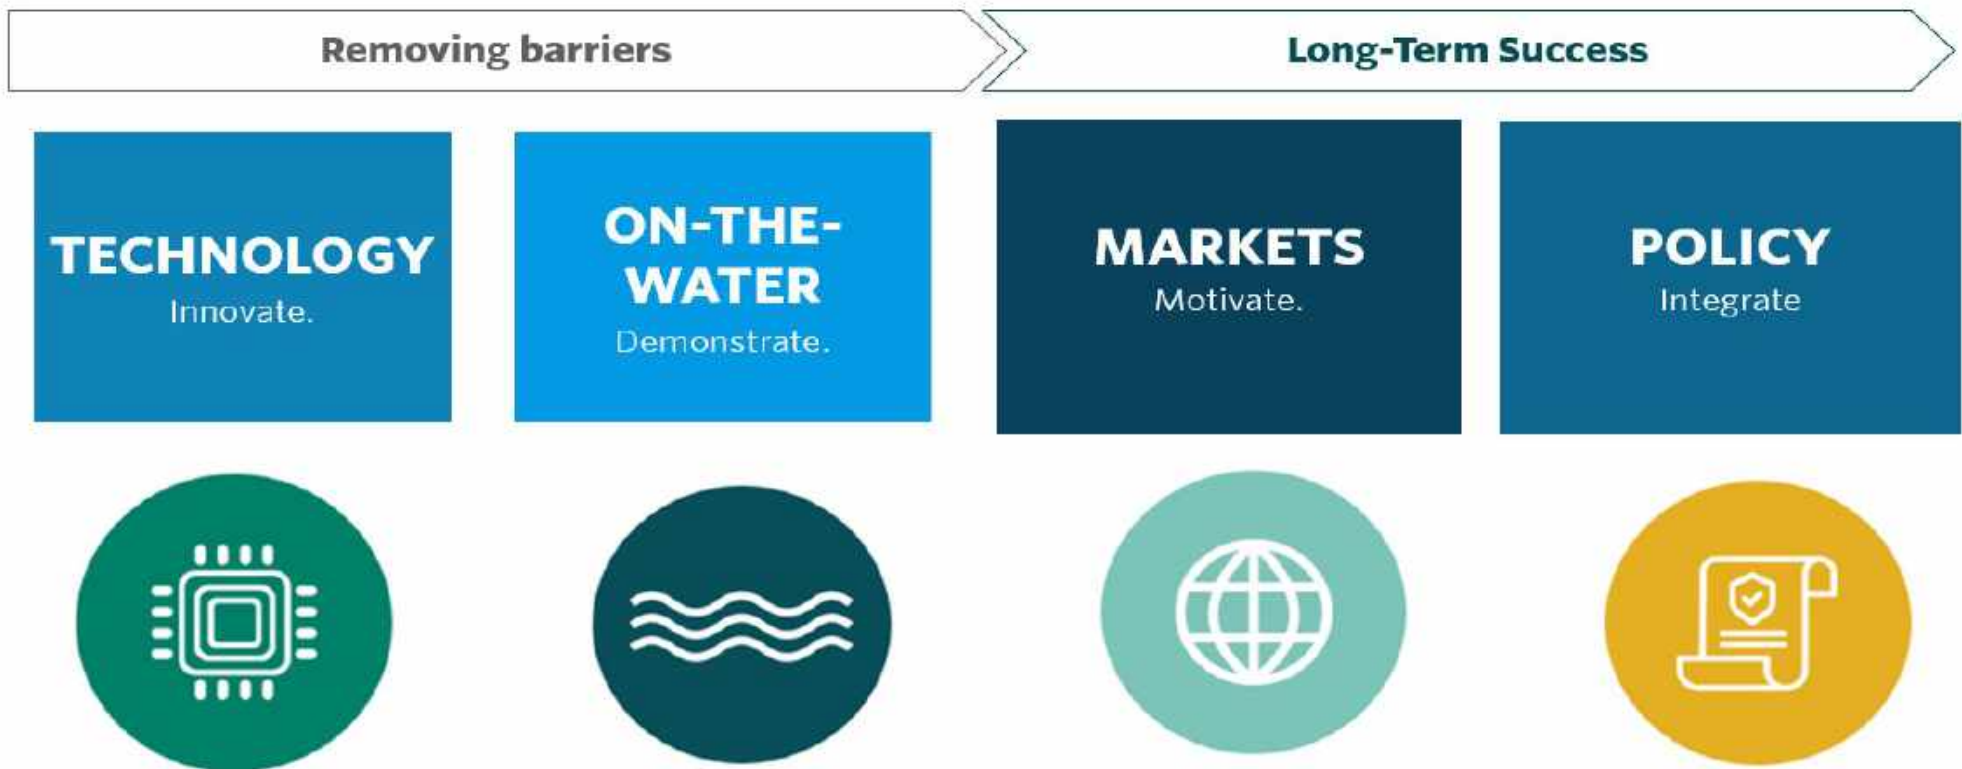 Removing barriers
Long-Term Success
TECHNOLOGY
Innovate.
ON-THE-
WATER
Demonstrate.
MARKETS
Motivate.
POLICY
Integrate